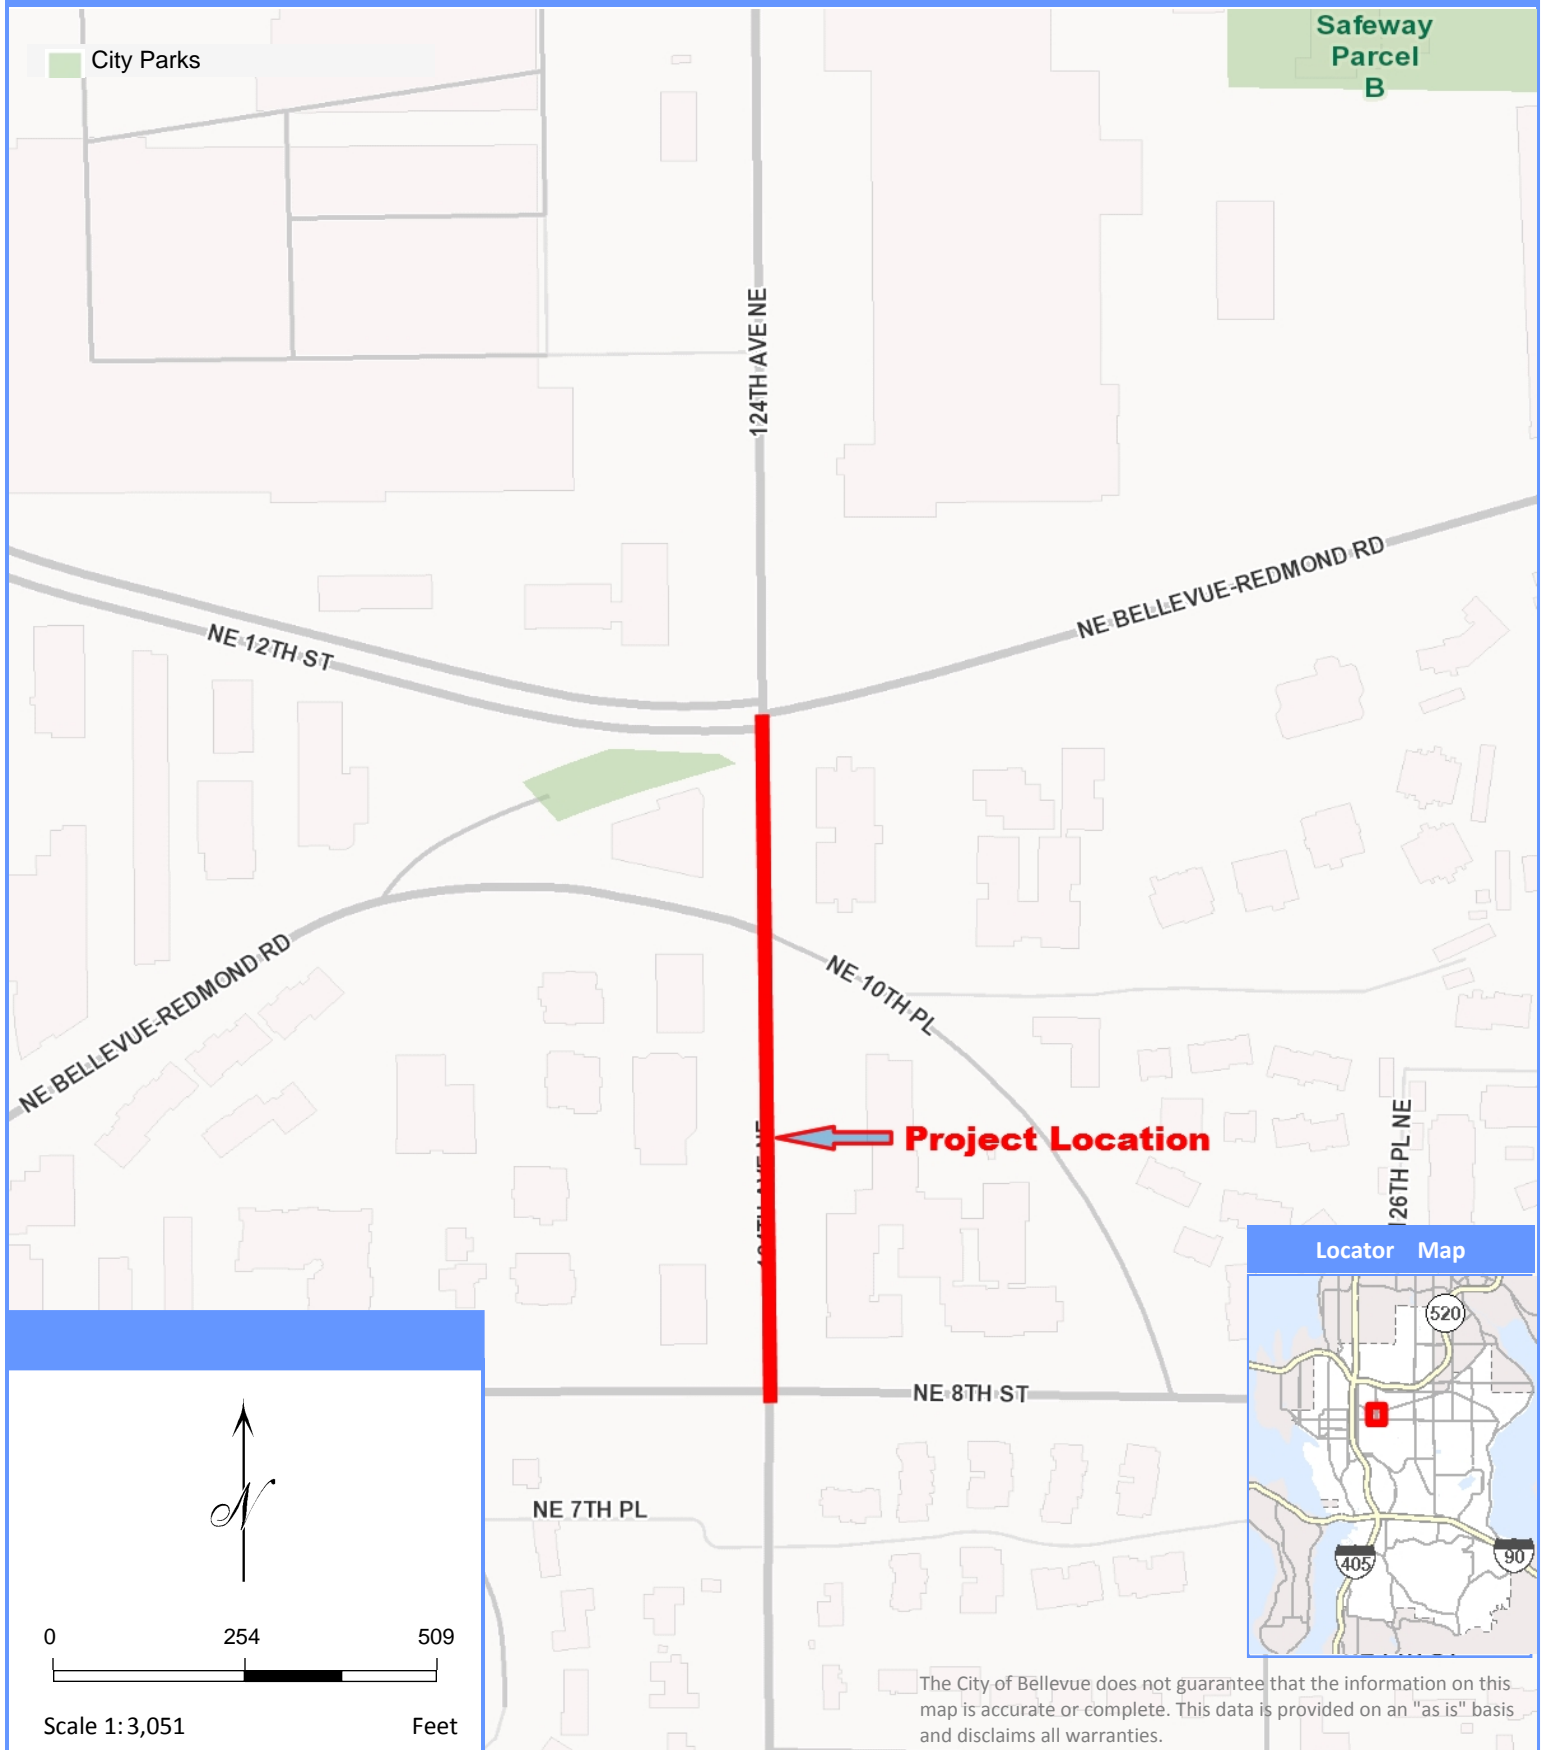 City Parks
Safeway
Parcel
B
124TH AVE NE
NE BELLEVUE-REDMOND RD
NE 12TH ST
NE BELLEVUE-REDMOND RD
NE 10TH PL
Project Location
126TH PL NE
Locator Map
520
405
90
NE 8TH ST
NE 7TH PL
N
0 254 509
Scale 1: 3,051 Feet
The City of Bellevue does not guarantee that the information on this
map is accurate or complete. This data is provided on an "as is" basis
and disclaims all warranties.